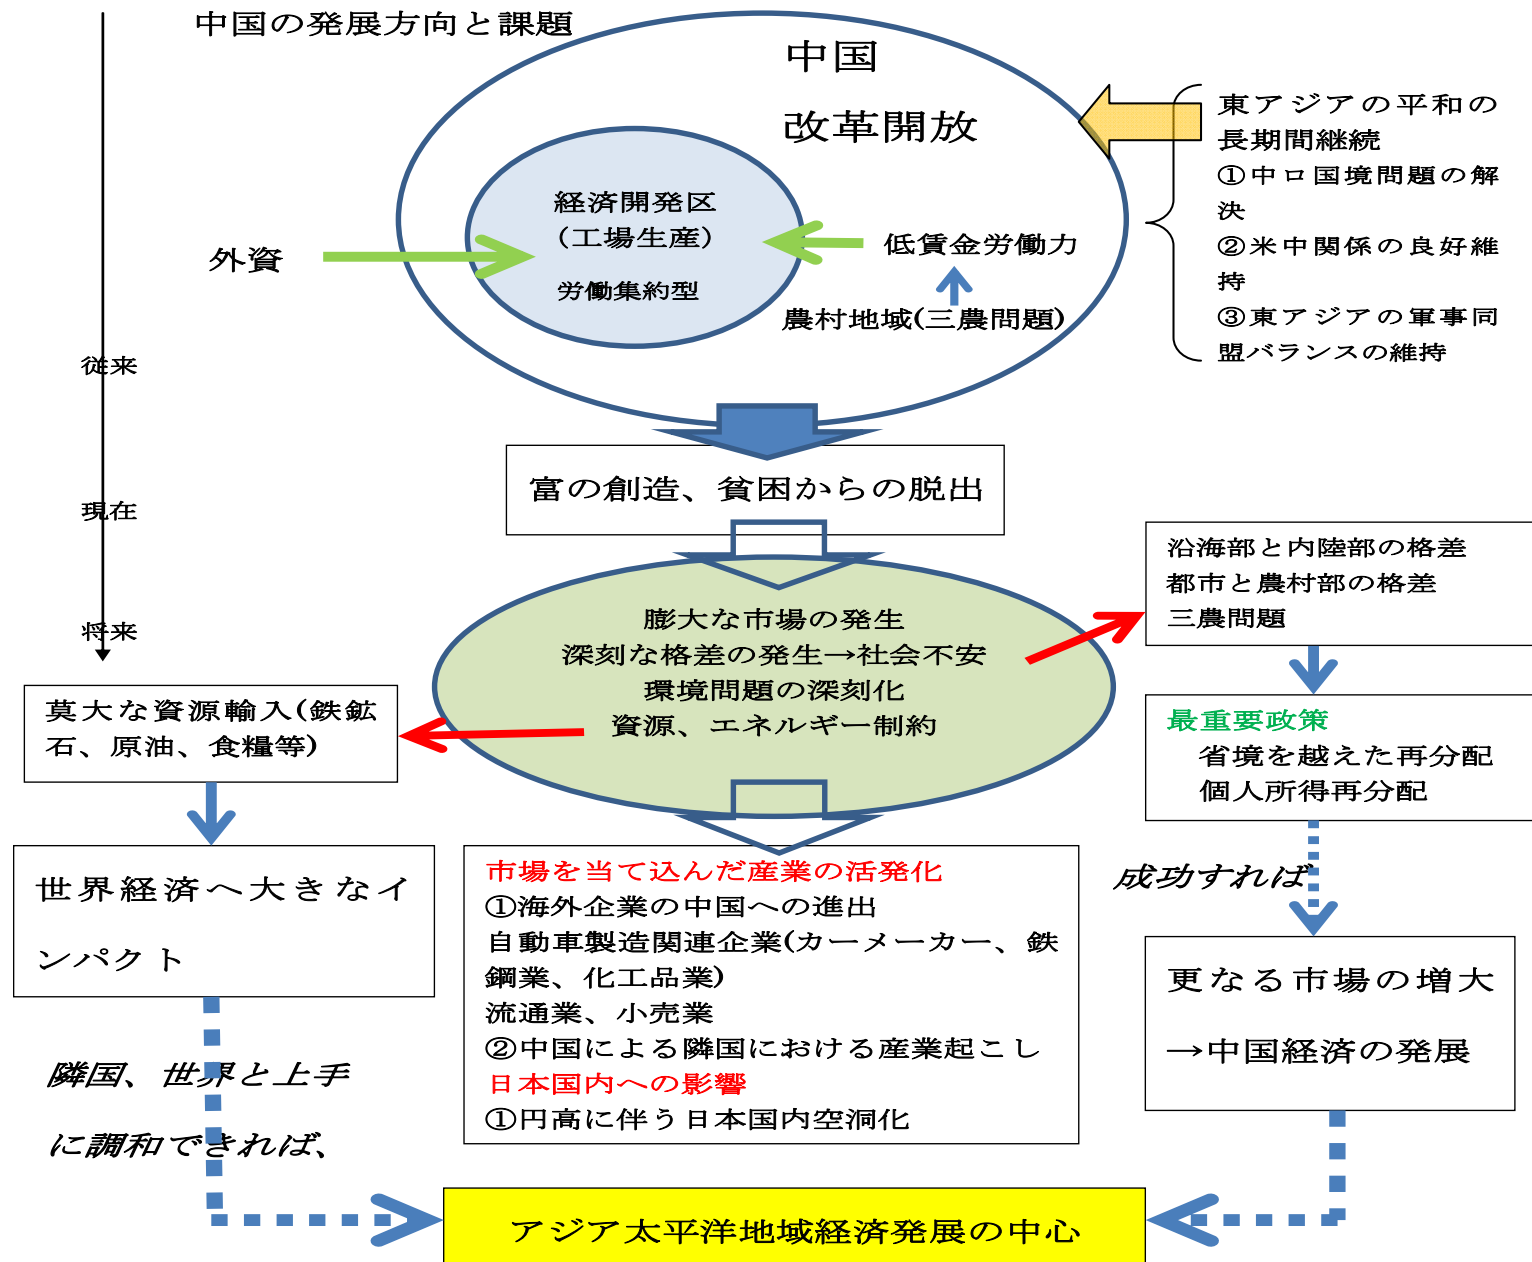 中国の発展方向と課題
中国
改革開放
経済開発区
（工場生産）
労働集約型
外資
低賃金労働力
農村地域(三農問題)
東アジアの平和の
長期間継続
①中ロ国境問題の解
決
②米中関係の良好維
持
③東アジアの軍事同
盟バランスの維持
従来
現在
将来
富の創造、貧困からの脱出
膨大な市場の発生
深刻な格差の発生→社会不安
環境問題の深刻化
資源、エネルギー制約
沿海部と内陸部の格差
都市と農村部の格差
三農問題
最重要政策
省境を越えた再分配
個人所得再分配
成功すれば
更なる市場の増大
→中国経済の発展
莫大な資源輸入(鉄鉱
石、原油、食糧等)
世界経済へ大きなイ
ンパクト
隣国、世界と上手
に調和できれば、
市場を当て込んだ産業の活発化
①海外企業の中国への進出
自動車製造関連企業(カーメーカー、鉄
鋼業、化工品業)
流通業、小売業
②中国による隣国における産業起こし
日本国内への影響
①円高に伴う日本国内空洞化
アジア太平洋地域経済発展の中心